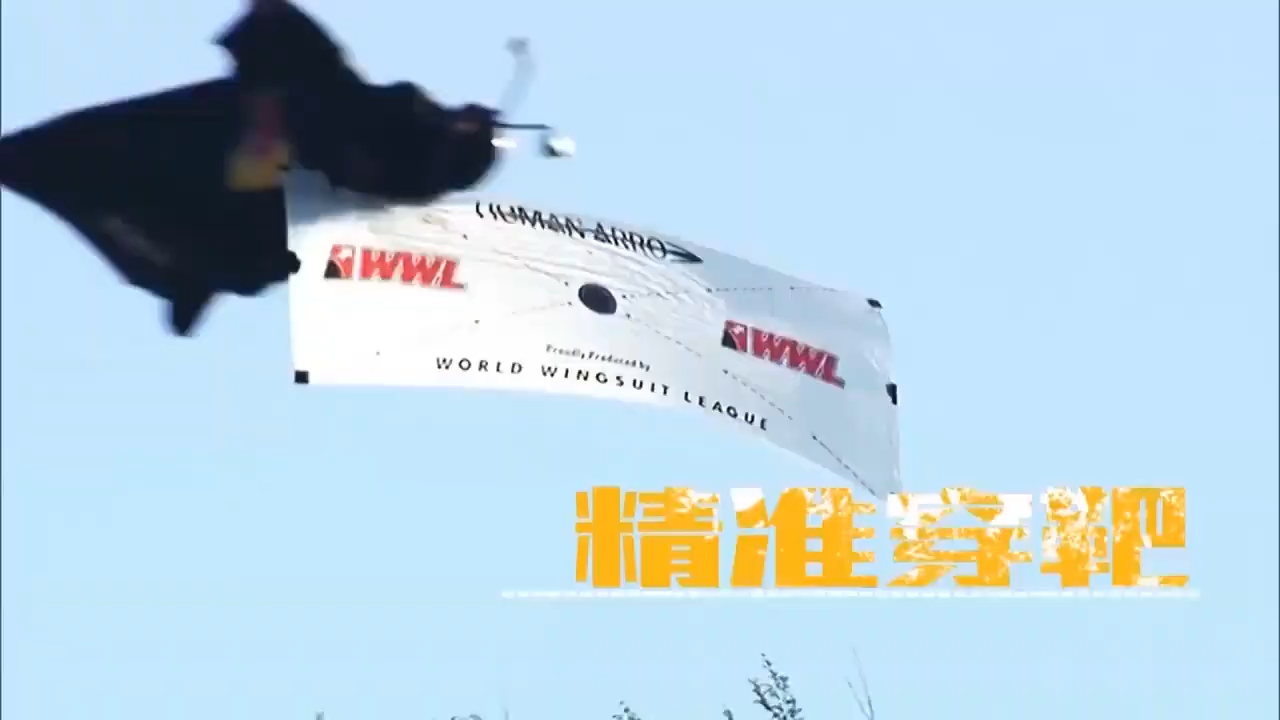 HUMAN ARRO
WWL
WWL
Proudly Produced by
WORLD WINGSUIT LEAGUE
精准穿靶